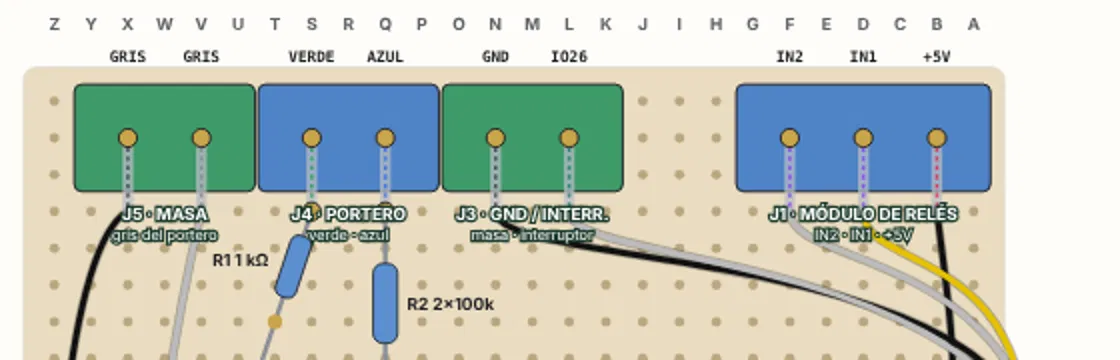 Z Y X W V U T S R Q P O N M L K J I H G F E D C B A
GRIS GRIS VERDE AZUL GND IO26 IN2 IN1 +5V
J5 · MASA J4 · PORTERO J3 · GND / INTERR. J1 · MÓDULO DE RELÉS
gris del portero verde · azul masa · interruptor IN2 · IN1 · +5V
R1 1 kΩ
R2 2×100k